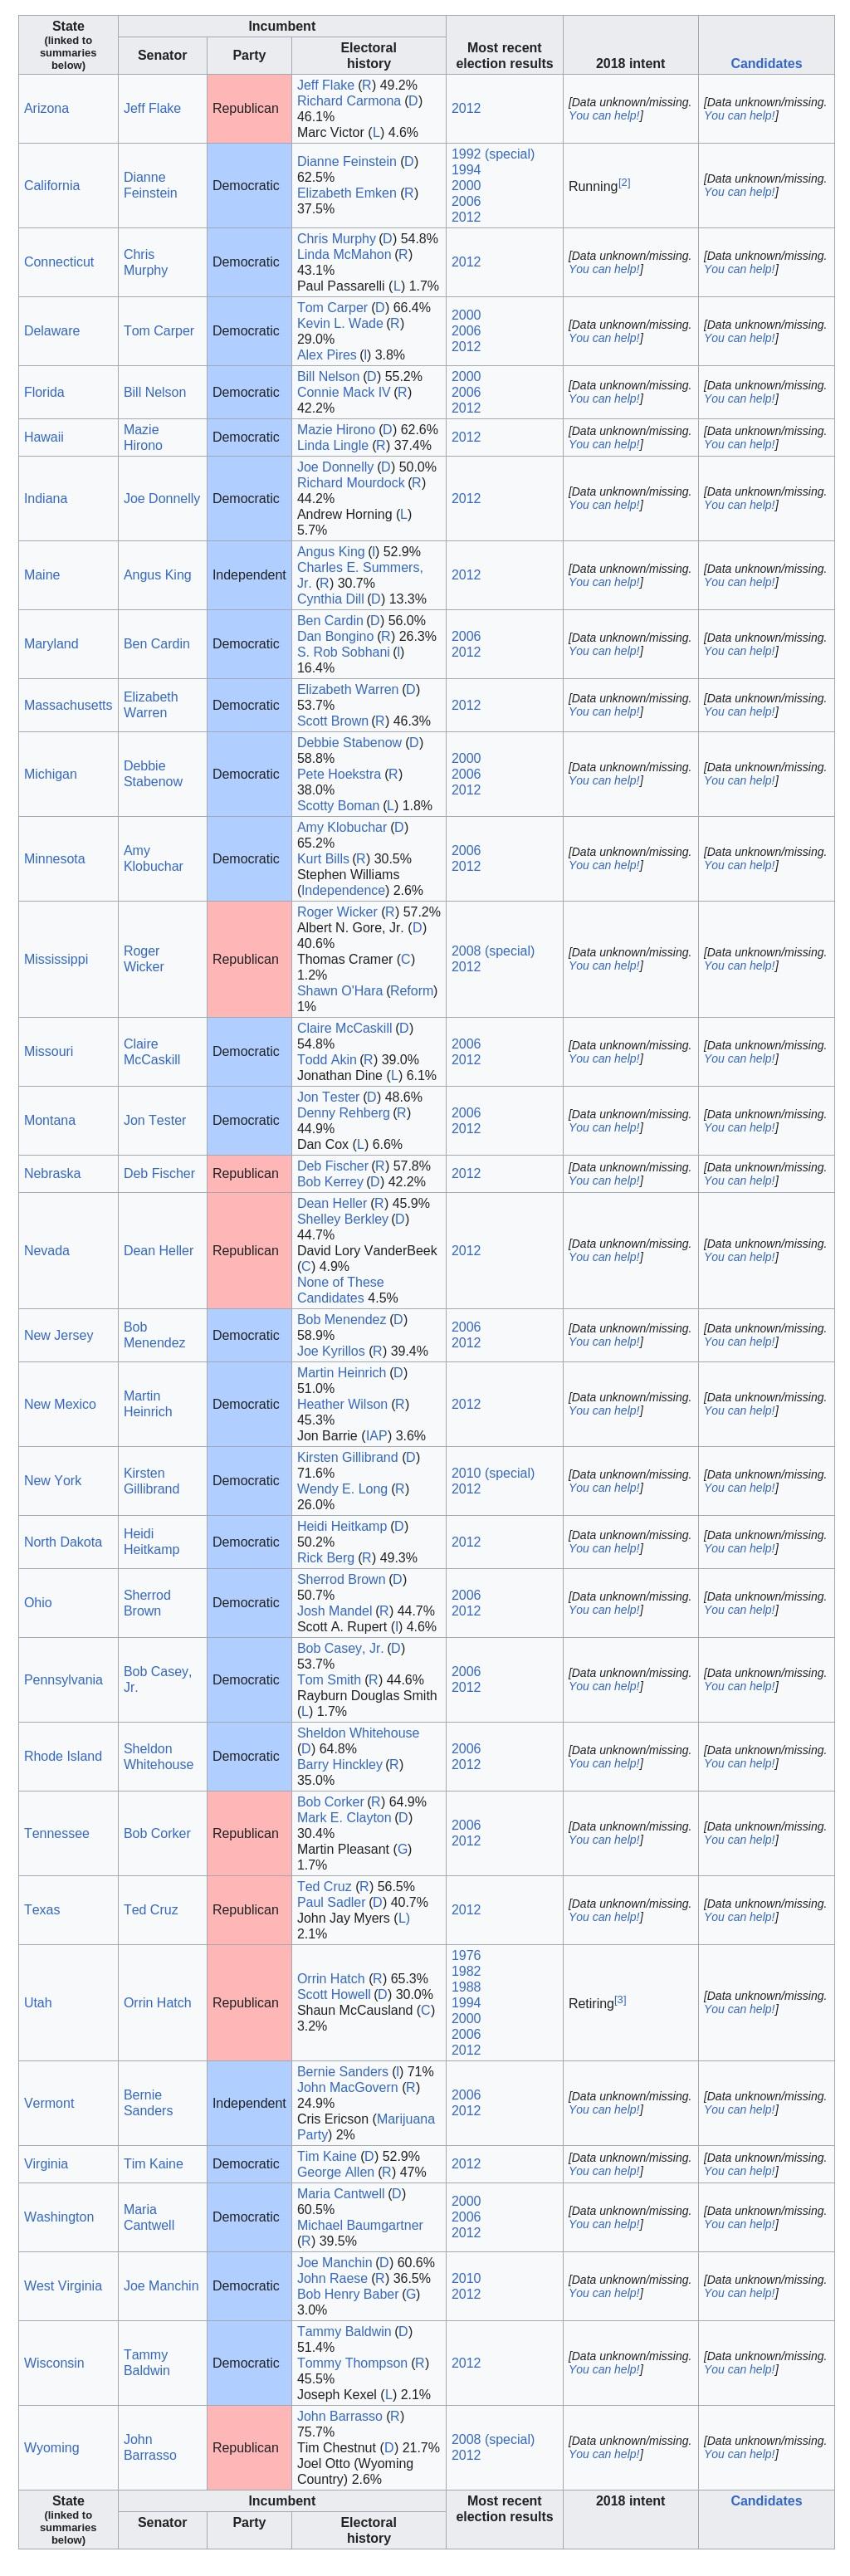 State
(linked to
summaries
below)
Incumbent
Most recent
election results
2018 intent
Candidates
Senator
Party
Electoral
history
Arizona
Jeff Flake
Republican
Jeff Flake (R) 49.2%
Richard Carmona (D)
46.1%
Marc Victor (L) 4.6%
2012
[Data unknown/missing.
You can help!]
[Data unknown/missing.
You can help!]
California
Dianne
Feinstein
Democratic
Dianne Feinstein (D)
62.5%
Elizabeth Emken (R)
37.5%
1992 (special)
1994
2000
2006
2012
Running[2]
[Data unknown/missing.
You can help!]
Connecticut
Chris
Murphy
Democratic
Chris Murphy (D) 54.8%
Linda McMahon (R)
43.1%
Paul Passarelli (L) 1.7%
2012
[Data unknown/missing.
You can help!]
[Data unknown/missing.
You can help!]
Delaware
Tom Carper
Democratic
Tom Carper (D) 66.4%
Kevin L. Wade (R)
29.0%
Alex Pires (I) 3.8%
2000
2006
2012
[Data unknown/missing.
You can help!]
[Data unknown/missing.
You can help!]
Florida
Bill Nelson
Democratic
Bill Nelson (D) 55.2%
Connie Mack IV (R)
42.2%
2000
2006
2012
[Data unknown/missing.
You can help!]
[Data unknown/missing.
You can help!]
Hawaii
Mazie
Hirono
Democratic
Mazie Hirono (D) 62.6%
Linda Lingle (R) 37.4%
2012
[Data unknown/missing.
You can help!]
[Data unknown/missing.
You can help!]
Indiana
Joe Donnelly
Democratic
Joe Donnelly (D) 50.0%
Richard Mourdock (R)
44.2%
Andrew Horning (L)
5.7%
2012
[Data unknown/missing.
You can help!]
[Data unknown/missing.
You can help!]
Maine
Angus King
Independent
Angus King (I) 52.9%
Charles E. Summers,
Jr. (R) 30.7%
Cynthia Dill (D) 13.3%
2012
[Data unknown/missing.
You can help!]
[Data unknown/missing.
You can help!]
Maryland
Ben Cardin
Democratic
Ben Cardin (D) 56.0%
Dan Bongino (R) 26.3%
S. Rob Sobhani (I)
16.4%
2006
2012
[Data unknown/missing.
You can help!]
[Data unknown/missing.
You can help!]
Massachusetts
Elizabeth
Warren
Democratic
Elizabeth Warren (D)
53.7%
Scott Brown (R) 46.3%
2012
[Data unknown/missing.
You can help!]
[Data unknown/missing.
You can help!]
Michigan
Debbie
Stabenow
Democratic
Debbie Stabenow (D)
58.8%
Pete Hoekstra (R)
38.0%
Scotty Boman (L) 1.8%
2000
2006
2012
[Data unknown/missing.
You can help!]
[Data unknown/missing.
You can help!]
Minnesota
Amy
Klobuchar
Democratic
Amy Klobuchar (D)
65.2%
Kurt Bills (R) 30.5%
Stephen Williams
(Independence) 2.6%
2006
2012
[Data unknown/missing.
You can help!]
[Data unknown/missing.
You can help!]
Mississippi
Roger
Wicker
Republican
Roger Wicker (R) 57.2%
Albert N. Gore, Jr. (D)
40.6%
Thomas Cramer (C)
1.2%
Shawn O'Hara (Reform)
1%
2008 (special)
2012
[Data unknown/missing.
You can help!]
[Data unknown/missing.
You can help!]
Missouri
Claire
McCaskill
Democratic
Claire McCaskill (D)
54.8%
Todd Akin (R) 39.0%
Jonathan Dine (L) 6.1%
2006
2012
[Data unknown/missing.
You can help!]
[Data unknown/missing.
You can help!]
Montana
Jon Tester
Democratic
Jon Tester (D) 48.6%
Denny Rehberg (R)
44.9%
Dan Cox (L) 6.6%
2006
2012
[Data unknown/missing.
You can help!]
[Data unknown/missing.
You can help!]
Nebraska
Deb Fischer
Republican
Deb Fischer (R) 57.8%
Bob Kerrey (D) 42.2%
2012
[Data unknown/missing.
You can help!]
[Data unknown/missing.
You can help!]
Nevada
Dean Heller
Republican
Dean Heller (R) 45.9%
Shelley Berkley (D)
44.7%
David Lory VanderBeek
(C) 4.9%
None of These
Candidates 4.5%
2012
[Data unknown/missing.
You can help!]
[Data unknown/missing.
You can help!]
New Jersey
Bob
Menendez
Democratic
Bob Menendez (D)
58.9%
Joe Kyrillos (R) 39.4%
2006
2012
[Data unknown/missing.
You can help!]
[Data unknown/missing.
You can help!]
New Mexico
Martin
Heinrich
Democratic
Martin Heinrich (D)
51.0%
Heather Wilson (R)
45.3%
Jon Barrie (IAP) 3.6%
2012
[Data unknown/missing.
You can help!]
[Data unknown/missing.
You can help!]
New York
Kirsten
Gillibrand
Democratic
Kirsten Gillibrand (D)
71.6%
Wendy E. Long (R)
26.0%
2010 (special)
2012
[Data unknown/missing.
You can help!]
[Data unknown/missing.
You can help!]
North Dakota
Heidi
Heitkamp
Democratic
Heidi Heitkamp (D)
50.2%
Rick Berg (R) 49.3%
2012
[Data unknown/missing.
You can help!]
[Data unknown/missing.
You can help!]
Ohio
Sherrod
Brown
Democratic
Sherrod Brown (D)
50.7%
Josh Mandel (R) 44.7%
Scott A. Rupert (I) 4.6%
2006
2012
[Data unknown/missing.
You can help!]
[Data unknown/missing.
You can help!]
Pennsylvania
Bob Casey,
Jr.
Democratic
Bob Casey, Jr. (D)
53.7%
Tom Smith (R) 44.6%
Rayburn Douglas Smith
(L) 1.7%
2006
2012
[Data unknown/missing.
You can help!]
[Data unknown/missing.
You can help!]
Rhode Island
Sheldon
Whitehouse
Democratic
Sheldon Whitehouse
(D) 64.8%
Barry Hinckley (R)
35.0%
2006
2012
[Data unknown/missing.
You can help!]
[Data unknown/missing.
You can help!]
Tennessee
Bob Corker
Republican
Bob Corker (R) 64.9%
Mark E. Clayton (D)
30.4%
Martin Pleasant (G)
1.7%
2006
2012
[Data unknown/missing.
You can help!]
[Data unknown/missing.
You can help!]
Texas
Ted Cruz
Republican
Ted Cruz (R) 56.5%
Paul Sadler (D) 40.7%
John Jay Myers (L)
2.1%
2012
[Data unknown/missing.
You can help!]
[Data unknown/missing.
You can help!]
Utah
Orrin Hatch
Republican
Orrin Hatch (R) 65.3%
Scott Howell (D) 30.0%
Shaun McCausland (C)
3.2%
1976
1982
1988
1994
2000
2006
2012
Retiring[3]
[Data unknown/missing.
You can help!]
Vermont
Bernie
Sanders
Independent
Bernie Sanders (I) 71%
John MacGovern (R)
24.9%
Cris Ericson (Marijuana
Party) 2%
2006
2012
[Data unknown/missing.
You can help!]
[Data unknown/missing.
You can help!]
Virginia
Tim Kaine
Democratic
Tim Kaine (D) 52.9%
George Allen (R) 47%
2012
[Data unknown/missing.
You can help!]
[Data unknown/missing.
You can help!]
Washington
Maria
Cantwell
Democratic
Maria Cantwell (D)
60.5%
Michael Baumgartner
(R) 39.5%
2000
2006
2012
[Data unknown/missing.
You can help!]
[Data unknown/missing.
You can help!]
West Virginia
Joe Manchin
Democratic
Joe Manchin (D) 60.6%
John Raese (R) 36.5%
Bob Henry Baber (G)
3.0%
2010
2012
[Data unknown/missing.
You can help!]
[Data unknown/missing.
You can help!]
Wisconsin
Tammy
Baldwin
Democratic
Tammy Baldwin (D)
51.4%
Tommy Thompson (R)
45.5%
Joseph Kexel (L) 2.1%
2012
[Data unknown/missing.
You can help!]
[Data unknown/missing.
You can help!]
Wyoming
John
Barrasso
Republican
John Barrasso (R)
75.7%
Tim Chestnut (D) 21.7%
Joel Otto (Wyoming
Country) 2.6%
2008 (special)
2012
[Data unknown/missing.
You can help!]
[Data unknown/missing.
You can help!]
State
(linked to
summaries
below)
Incumbent
Most recent
election results
2018 intent
Candidates
Senator
Party
Electoral
history